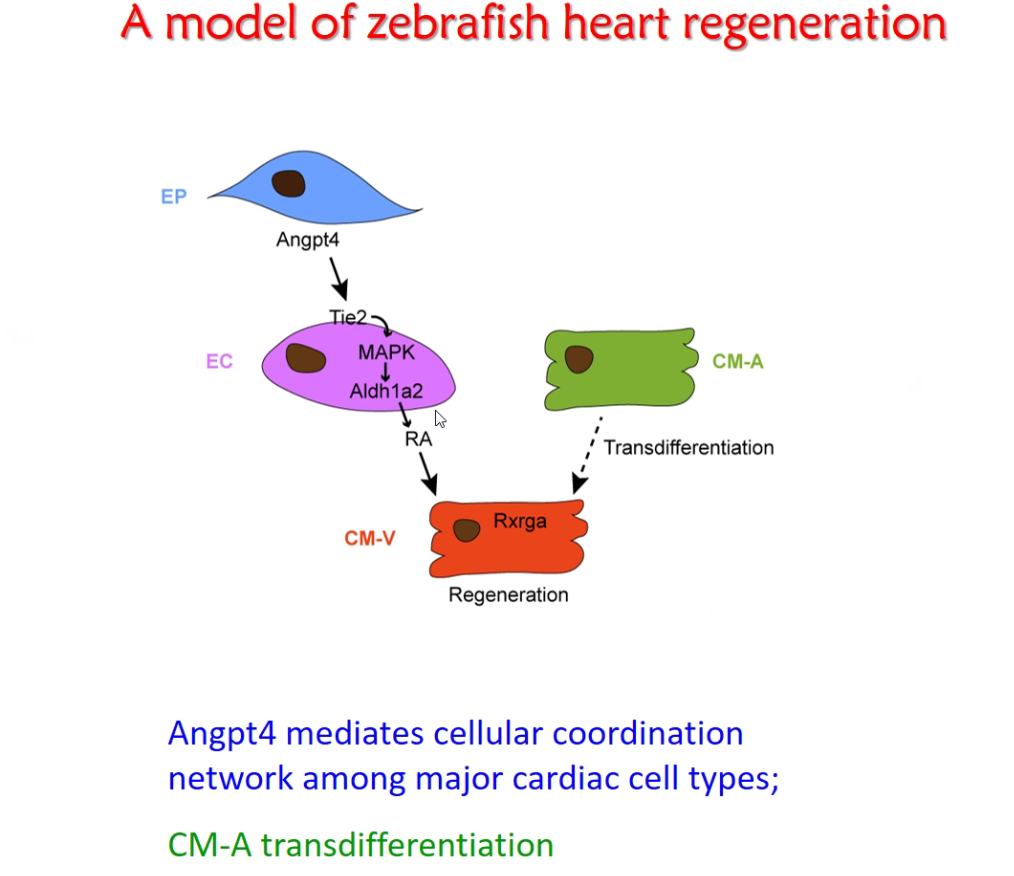 A model of zebrafish heart regeneration
EP
Angpt4
Tie2
EC
MAPK
CM-A
Aldh1a2
RA
Transdifferentiation
Rxrga
CM-V
Regeneration
Angpt4 mediates cellular coordination
network among major cardiac cell types;
CM-A transdifferentiation